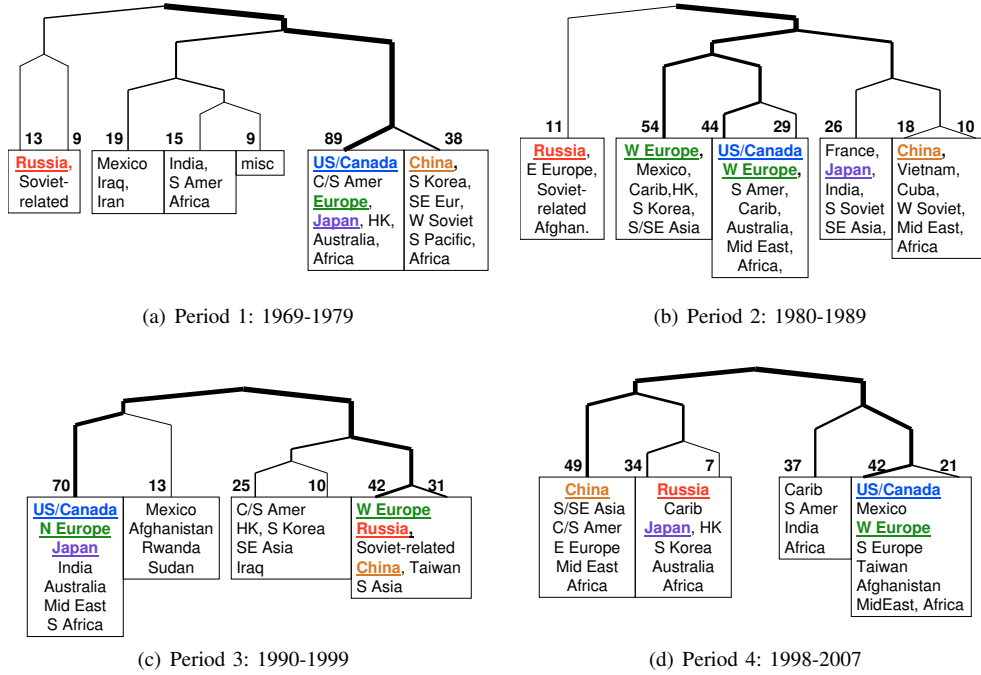 13 9 19 15 9 89 38
Russia,
Soviet-
related
Mexico
Iraq,
Iran
India,
S Amer
Africa
misc
US/Canada
C/S Amer
Europe,
Japan, HK,
Australia,
Africa
China,
S Korea,
SE Eur,
W Soviet
S Pacific,
Africa
(a) Period 1: 1969-1979
11 54 44 29 26 18 10
Russia,
E Europe,
Soviet-
related
Afghan.
W Europe,
Mexico,
Carib,HK,
S Korea,
S/SE Asia
US/Canada
W Europe,
S Amer,
Carib,
Australia,
Mid East,
Africa,
France,
Japan,
India,
S Soviet
SE Asia,
China,
Vietnam,
Cuba,
W Soviet,
Mid East,
Africa
(b) Period 2: 1980-1989
70 13 25 10 42 31
US/Canada
N Europe
Japan
India
Australia
Mid East
S Africa
Mexico
Afghanistan
Rwanda
Sudan
C/S Amer
HK, S Korea
SE Asia
Iraq
W Europe
Russia,
Soviet-related
China, Taiwan
S Asia
(c) Period 3: 1990-1999
49 34 7 37 42 21
China
S/SE Asia
C/S Amer
E Europe
Mid East
Africa
Russia
Carib
Japan, HK
S Korea
Australia
Africa
Carib
S Amer
India
Africa
US/Canada
Mexico
W Europe
S Europe
Taiwan
Afghanistan
MidEast, Africa
(d) Period 4: 1998-2007